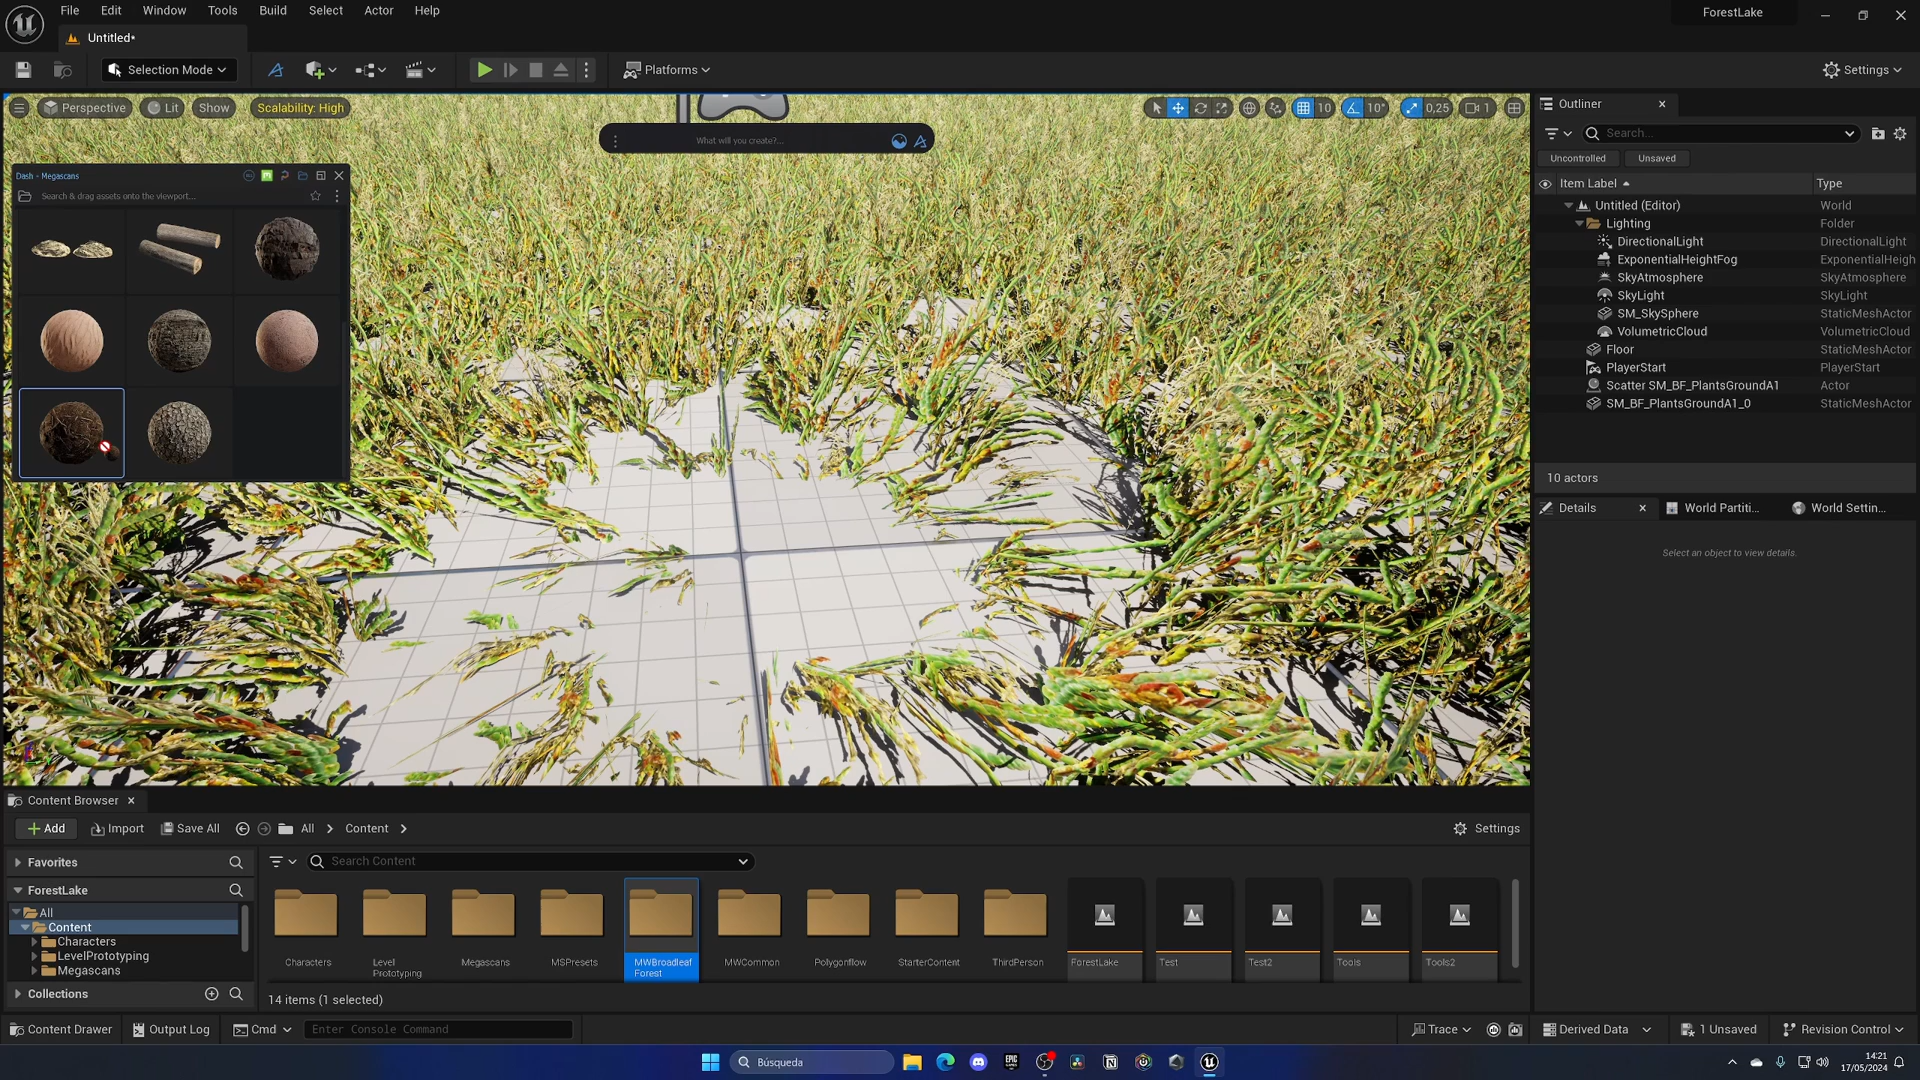 File Edit Window Tools Build Select Actor Help
ForestLake
Untitled*
Selection Mode
Platforms
Settings
Perspective Lit Show Scalability: High
10 10° 0,25 1
What will you create?...
Dash - Megascans
Search & drag assets onto the viewport...
Outliner
Search...
Uncontrolled Unsaved
Item Label Type
Untitled (Editor) World
Lighting Folder
DirectionalLight DirectionalLight
ExponentialHeightFog ExponentialHeigh
SkyAtmosphere SkyAtmosphere
SkyLight SkyLight
SM_SkySphere StaticMeshActor
VolumetricCloud VolumetricCloud
Floor StaticMeshActor
PlayerStart PlayerStart
Scatter SM_BF_PlantsGroundA1 Actor
SM_BF_PlantsGroundA1_0 StaticMeshActor
10 actors
Details World Partiti... World Settin...
Select an object to view details.
Content Browser
Add Import Save All All Content Settings
Favorites
Search Content
ForestLake
All
Content
Characters
LevelPrototyping
Megascans
Collections
Characters
Level
Prototyping
Megascans
MSPresets
MWBroadleaf
Forest
MWCommon
Polygonflow
StarterContent
ThirdPerson
ForestLake
Test
Test2
Tools
Tools2
14 items (1 selected)
Content Drawer Output Log Cmd Enter Console Command Trace Derived Data 1 Unsaved Revision Control
Búsqueda
EPIC
14:21
17/05/2024